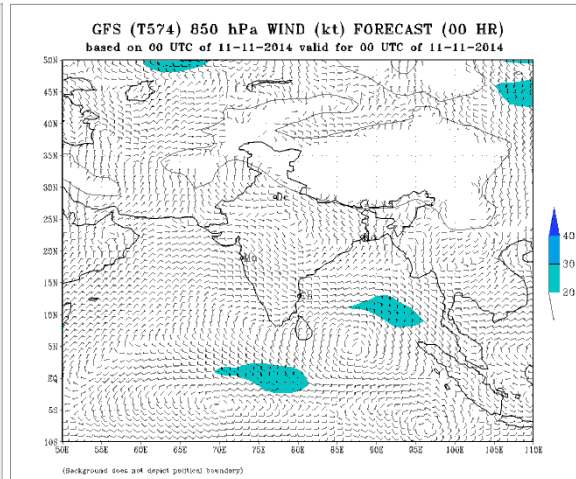 GFS (T574) 850 hPa WIND (kt) FORECAST (00 HR)
based on 00 UTC of 11-11-2014 valid for 00 UTC of 11-11-2014
50N
45N
40N
35N
30N
25N
20N
15N
10N
5N
EQ
5S
10S
50E 55E 60E 65E 70E 75E 80E 85E 90E 95E 100E 105E 110E
40
30
20
(Background does not depict political boundary)